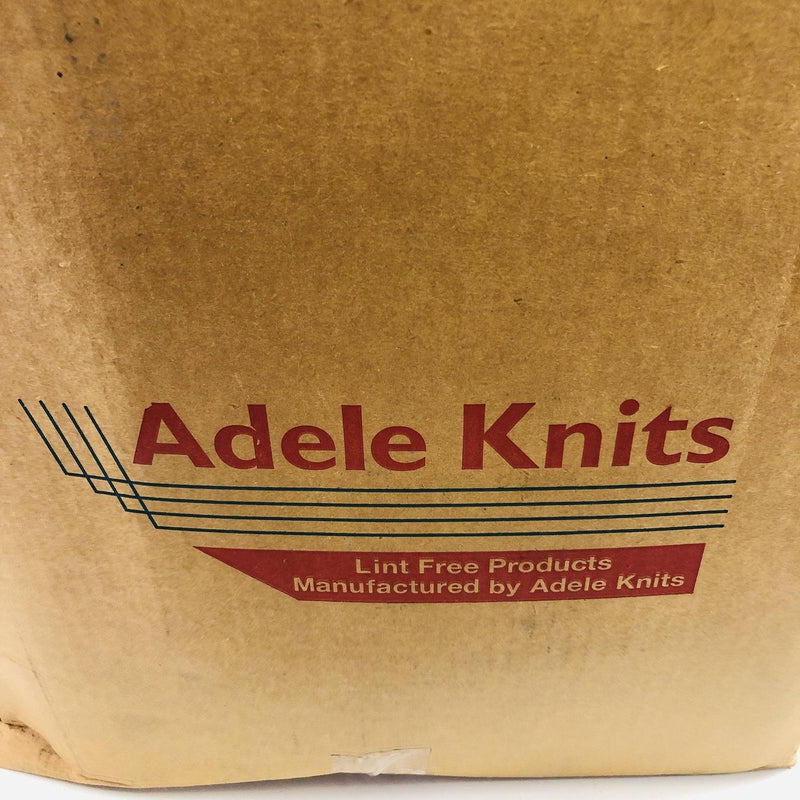 Adele Knits
Lint Free Products
Manufactured by Adele Knits